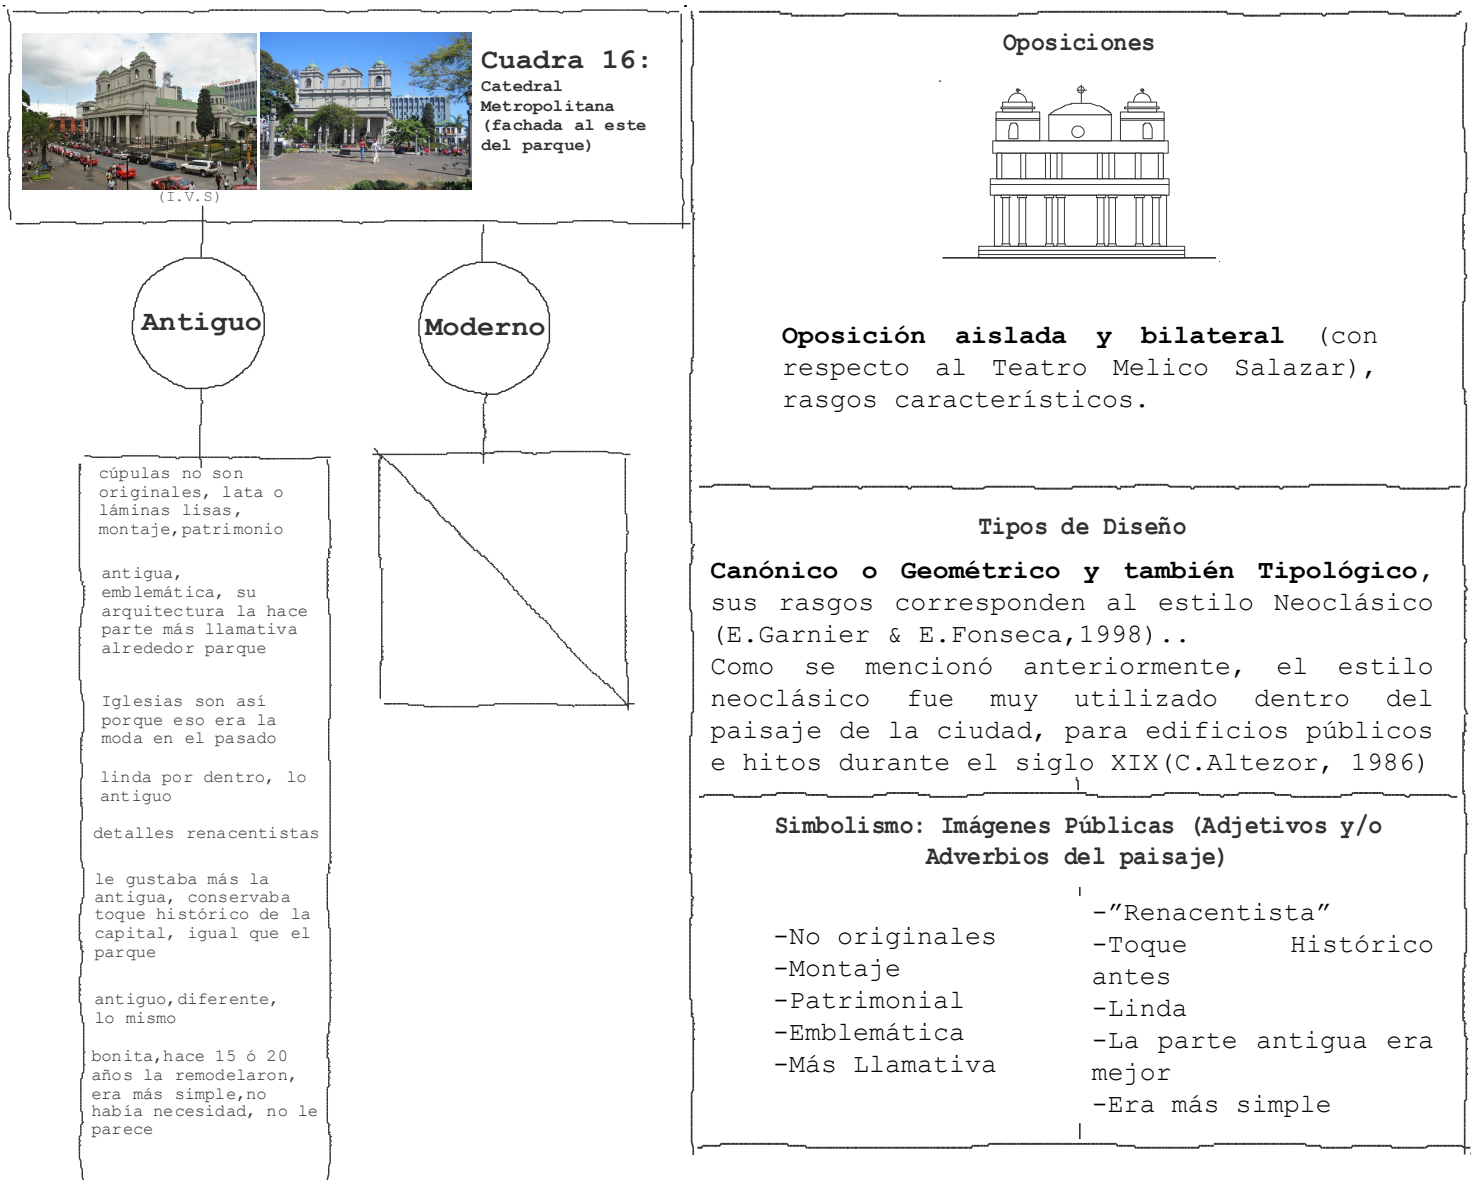 Cuadra 16:
Catedral
Metropolitana
(fachada al este
del parque)
(I.V.S)
Antiguo
Moderno
cúpulas no son
originales, lata o
láminas lisas,
montaje,patrimonio
antigua,
emblemática, su
arquitectura la hace
parte más llamativa
alrededor parque
Iglesias son así
porque eso era la
moda en el pasado
linda por dentro, lo
antiguo
detalles renacentistas
le gustaba más la
antigua, conservaba
toque histórico de la
capital, igual que el
parque
antiguo,diferente,
lo mismo
bonita,hace 15 ó 20
años la remodelaron,
era más simple,no
había necesidad, no le
parece
Oposiciones
Oposición aislada y bilateral (con
respecto al Teatro Melico Salazar),
rasgos característicos.
Tipos de Diseño
Canónico o Geométrico y también Tipológico,
sus rasgos corresponden al estilo Neoclásico
(E.Garnier & E.Fonseca,1998)..
Como se mencionó anteriormente, el estilo
neoclásico fue muy utilizado dentro del
paisaje de la ciudad, para edificios públicos
e hitos durante el siglo XIX(C.Altezor, 1986)
Simbolismo: Imágenes Públicas (Adjetivos y/o
Adverbios del paisaje)
-No originales
-Montaje
-Patrimonial
-Emblemática
-Más Llamativa
-”Renacentista”
-Toque Histórico
antes
-Linda
-La parte antigua era
mejor
-Era más simple